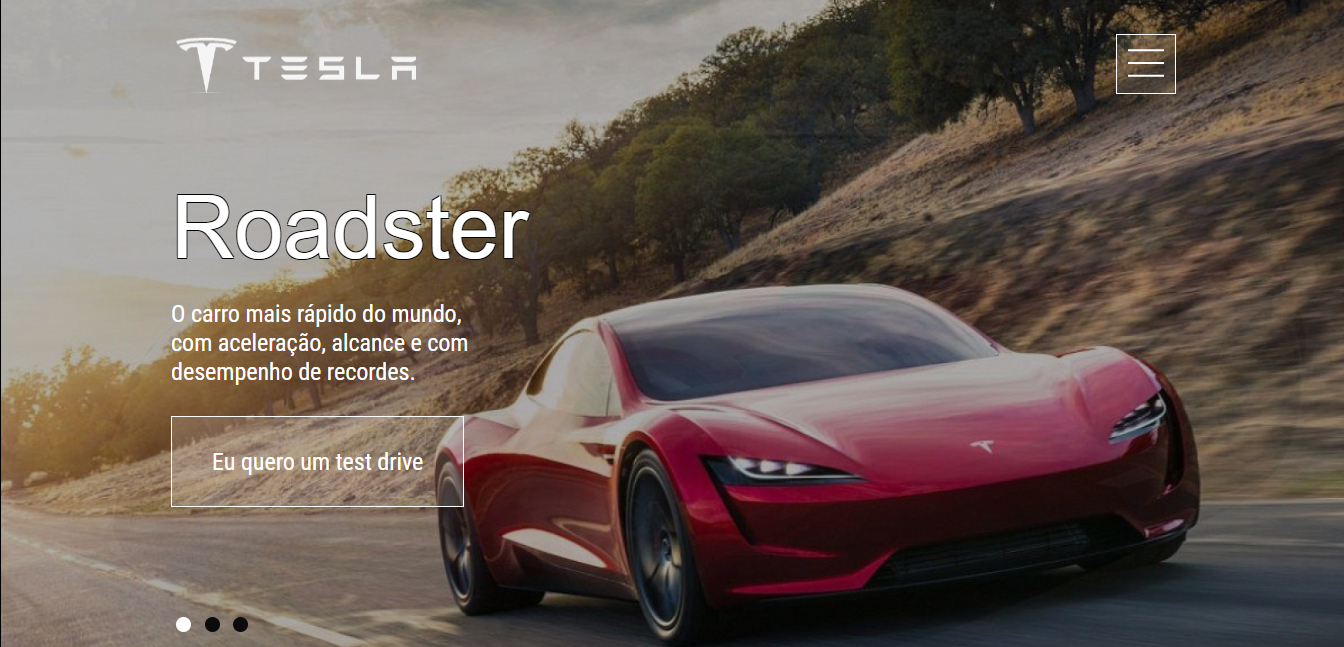 TESLA
Roadster
O carro mais rápido do mundo,
com aceleração, alcance e com
desempenho de recordes.
Eu quero um test drive